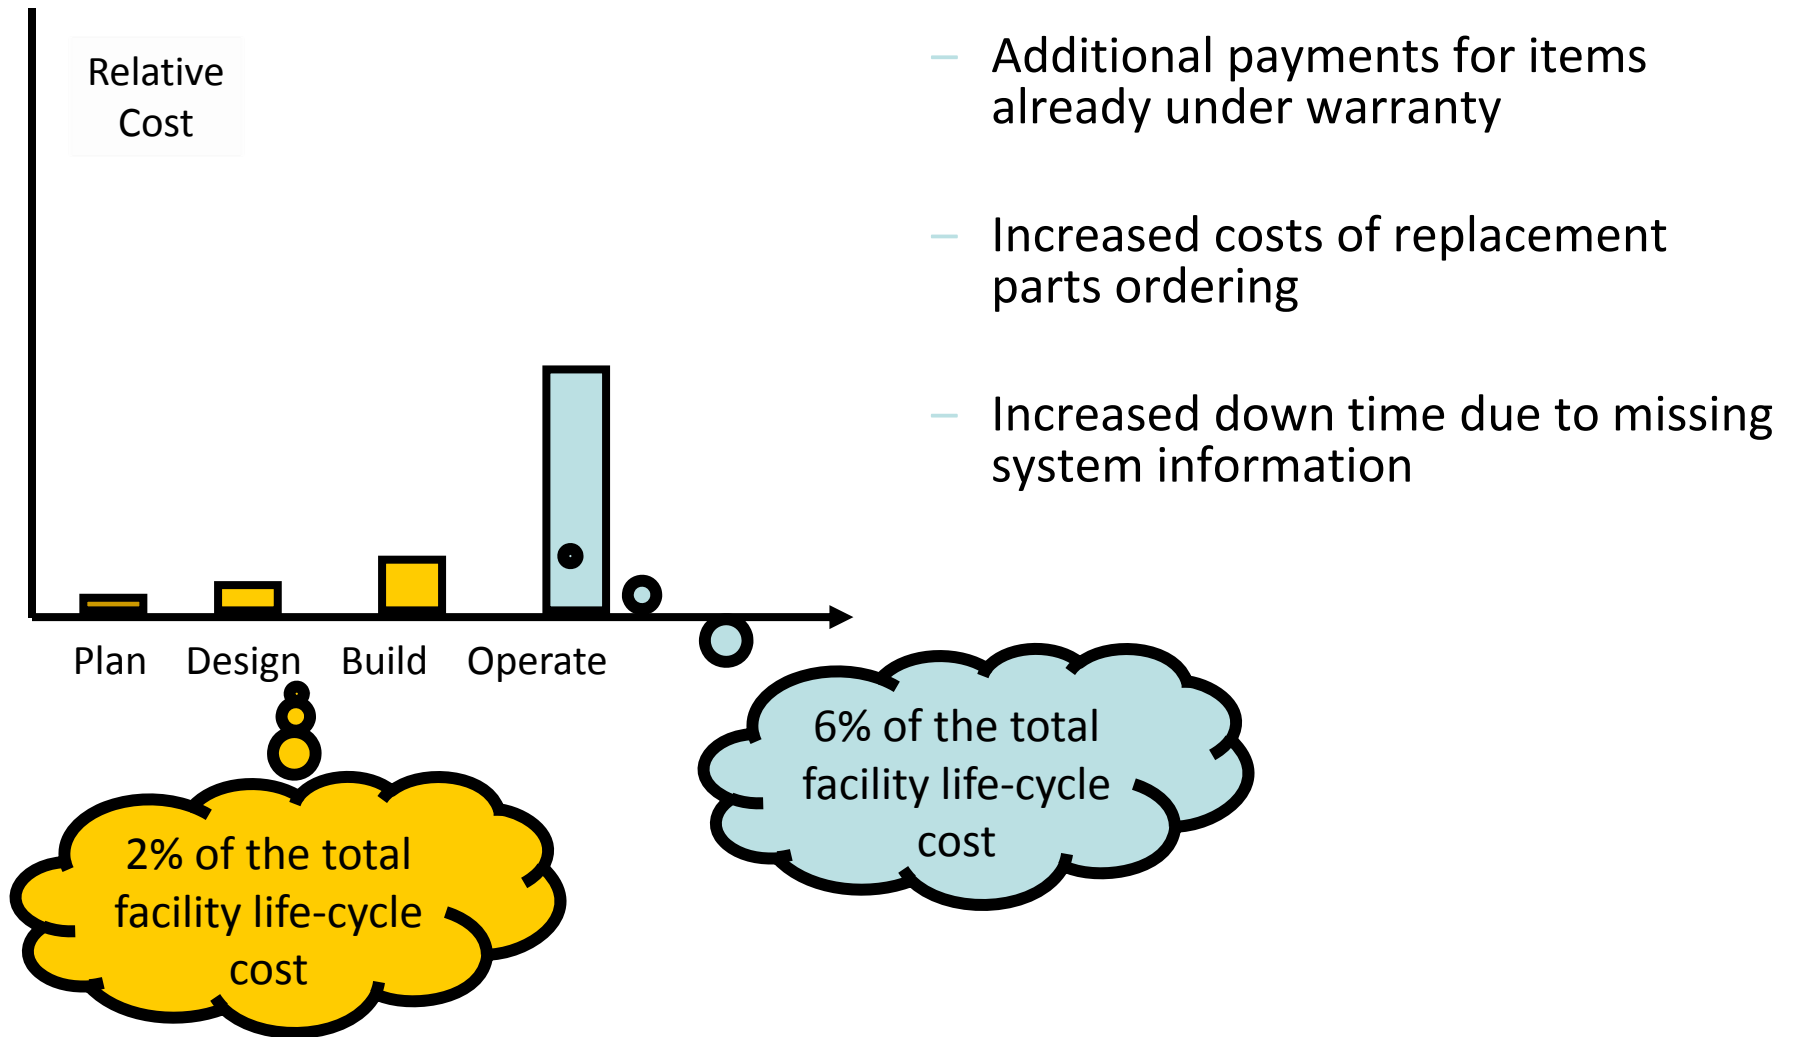 Relative
Cost
– Additional payments for items
already under warranty
– Increased costs of replacement
parts ordering
– Increased down time due to missing
system information
Plan Design Build Operate
6% of the total
facility life-cycle
cost
2% of the total
facility life-cycle
cost